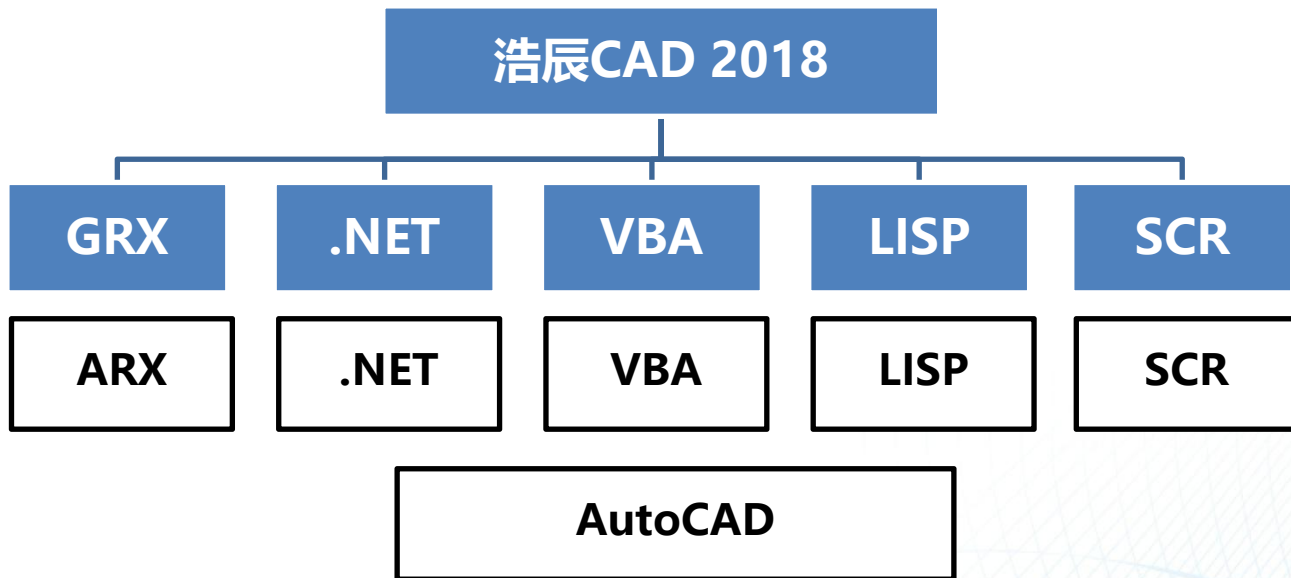 浩辰CAD 2018
GRX .NET VBA LISP SCR
ARX .NET VBA LISP SCR
AutoCAD